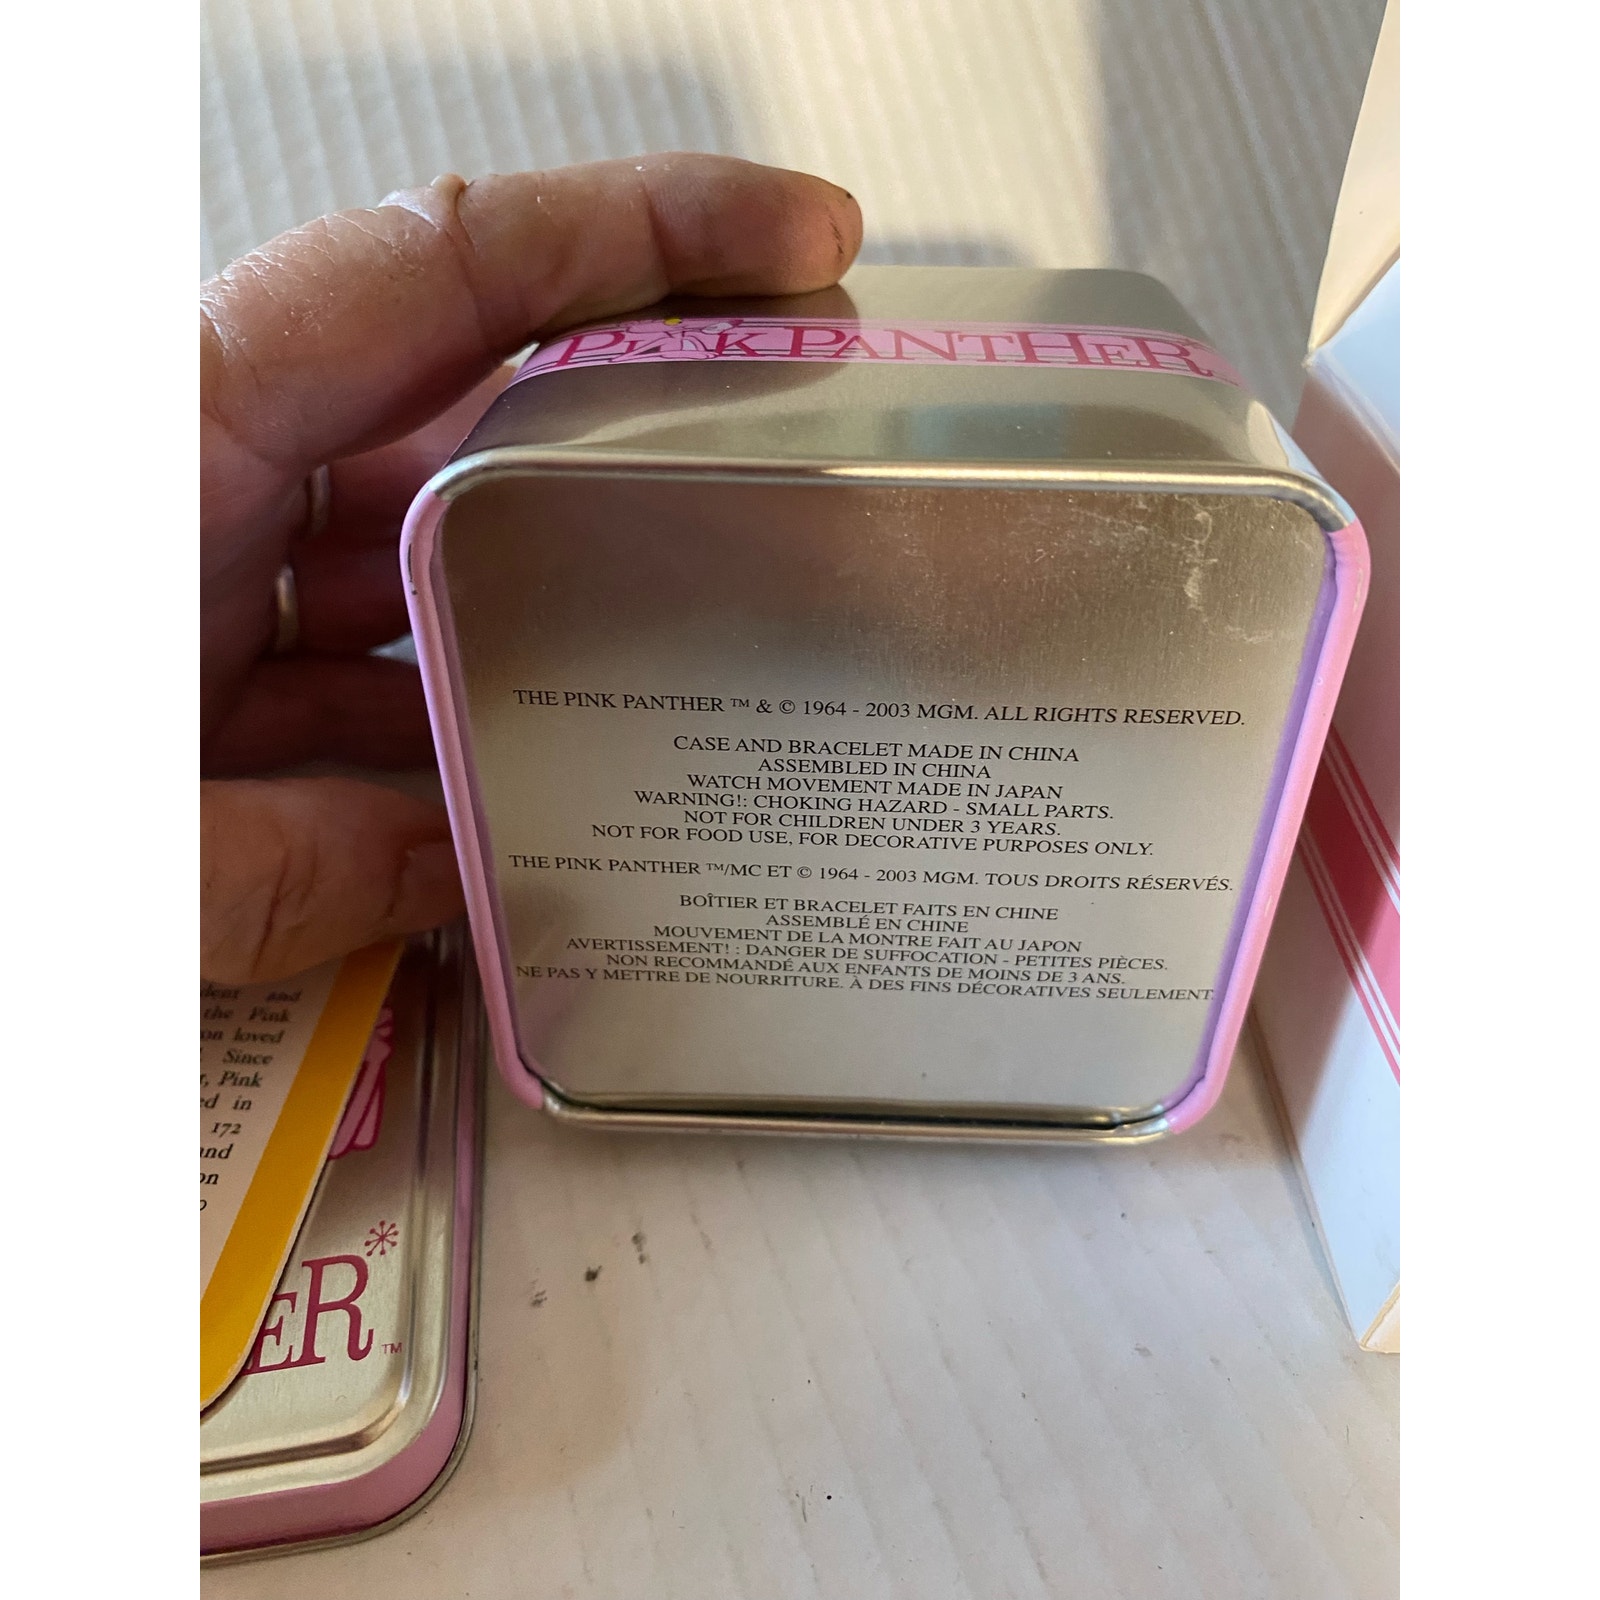 PINK PANTHER
THE PINK PANTHER ™ & © 1964 - 2003 MGM. ALL RIGHTS RESERVED.
CASE AND BRACELET MADE IN CHINA
ASSEMBLED IN CHINA
WATCH MOVEMENT MADE IN JAPAN
WARNING!: CHOKING HAZARD - SMALL PARTS.
NOT FOR CHILDREN UNDER 3 YEARS.
NOT FOR FOOD USE, FOR DECORATIVE PURPOSES ONLY.
THE PINK PANTHER ™/MC ET © 1964 - 2003 MGM. TOUS DROITS RÉSERVÉS.
BOÎTIER ET BRACELET FAITS EN CHINE
ASSEMBLÉ EN CHINE
MOUVEMENT DE LA MONTRE FAIT AU JAPON
AVERTISSEMENT! : DANGER DE SUFFOCATION - PETITES PIÈCES.
NON RECOMMANDÉ AUX ENFANTS DE MOINS DE 3 ANS.
NE PAS Y METTRE DE NOURRITURE. À DES FINS DÉCORATIVES SEULEMENT.
and
the Pink
loved
Since
Pink
in
172
ER™